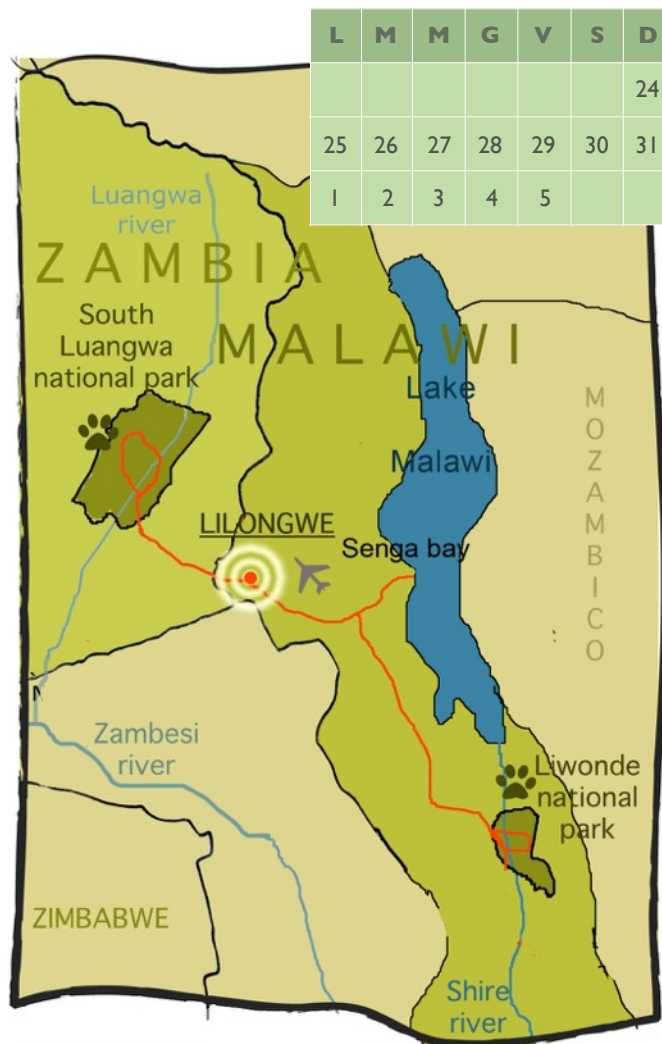 L M M G V S D
24
25 26 27 28 29 30 31
1 2 3 4 5
Luangwa
river
ZAMBIA
South
Luangwa
national park
MALAWI
Lake
Malawi
MOZAMBICO
LILONGWE
Senga bay
N
Zambesi
river
Liwonde
national
park
ZIMBABWE
Shire
river